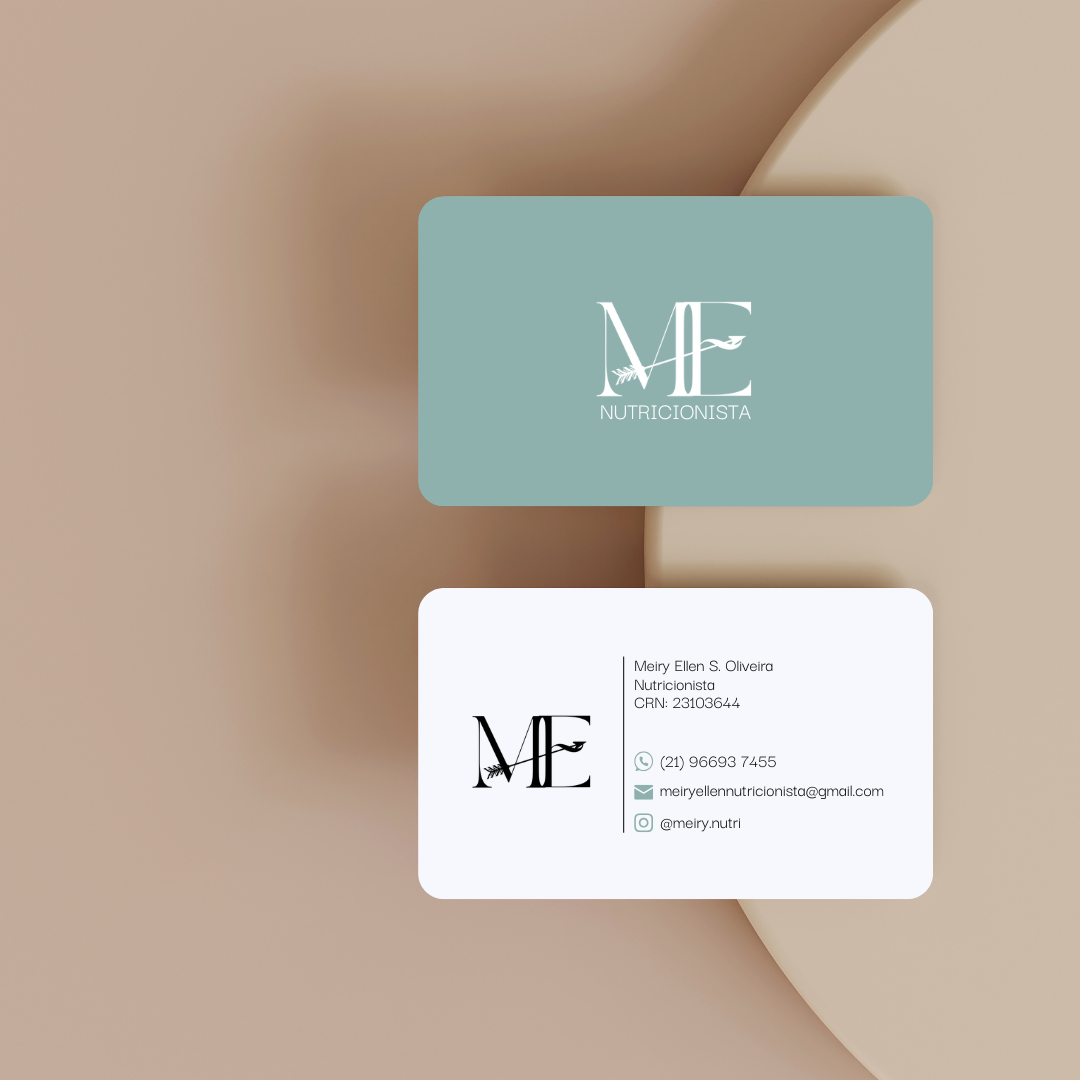 ME
NUTRICIONISTA
ME
Meiry Ellen S. Oliveira
Nutricionista
CRN: 23103644
(21) 96693 7455
meiryellennutricionista@gmail.com
@meiry.nutri